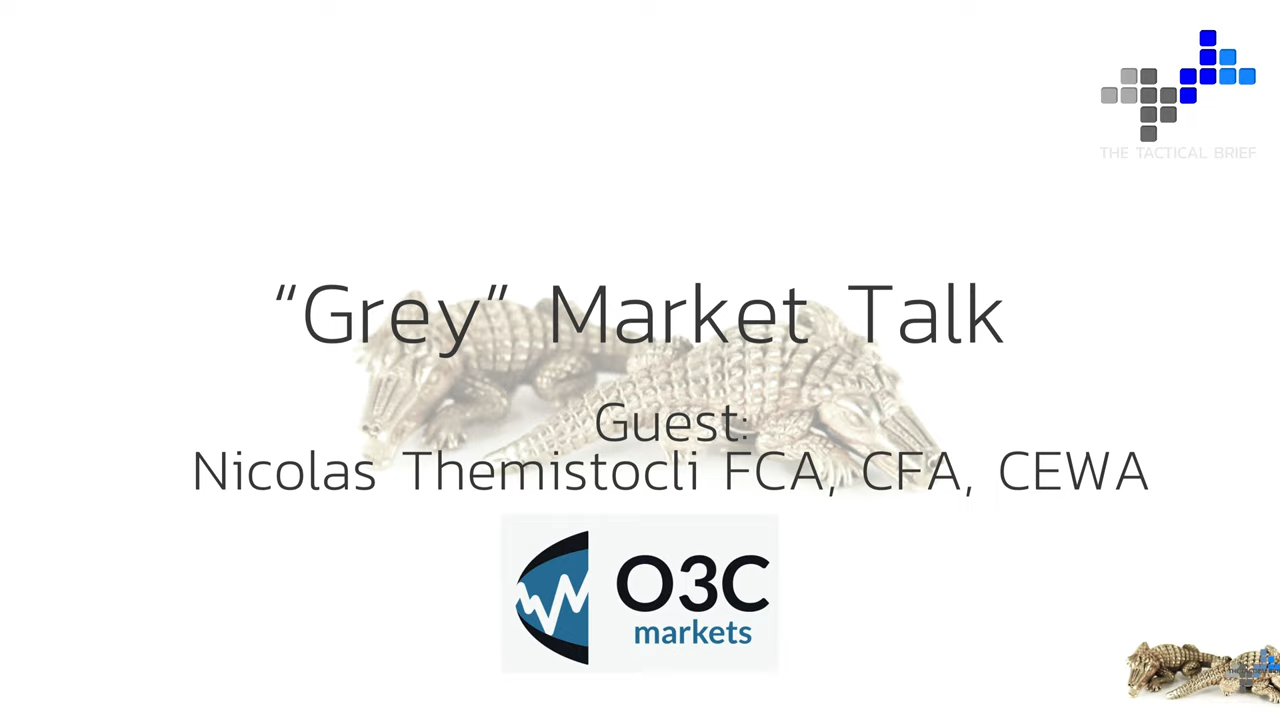 THE TACTICAL BRIEF
“Grey” Market Talk
Guest:
Nicolas Themistocli FCA, CFA, CEWA
O3C
markets